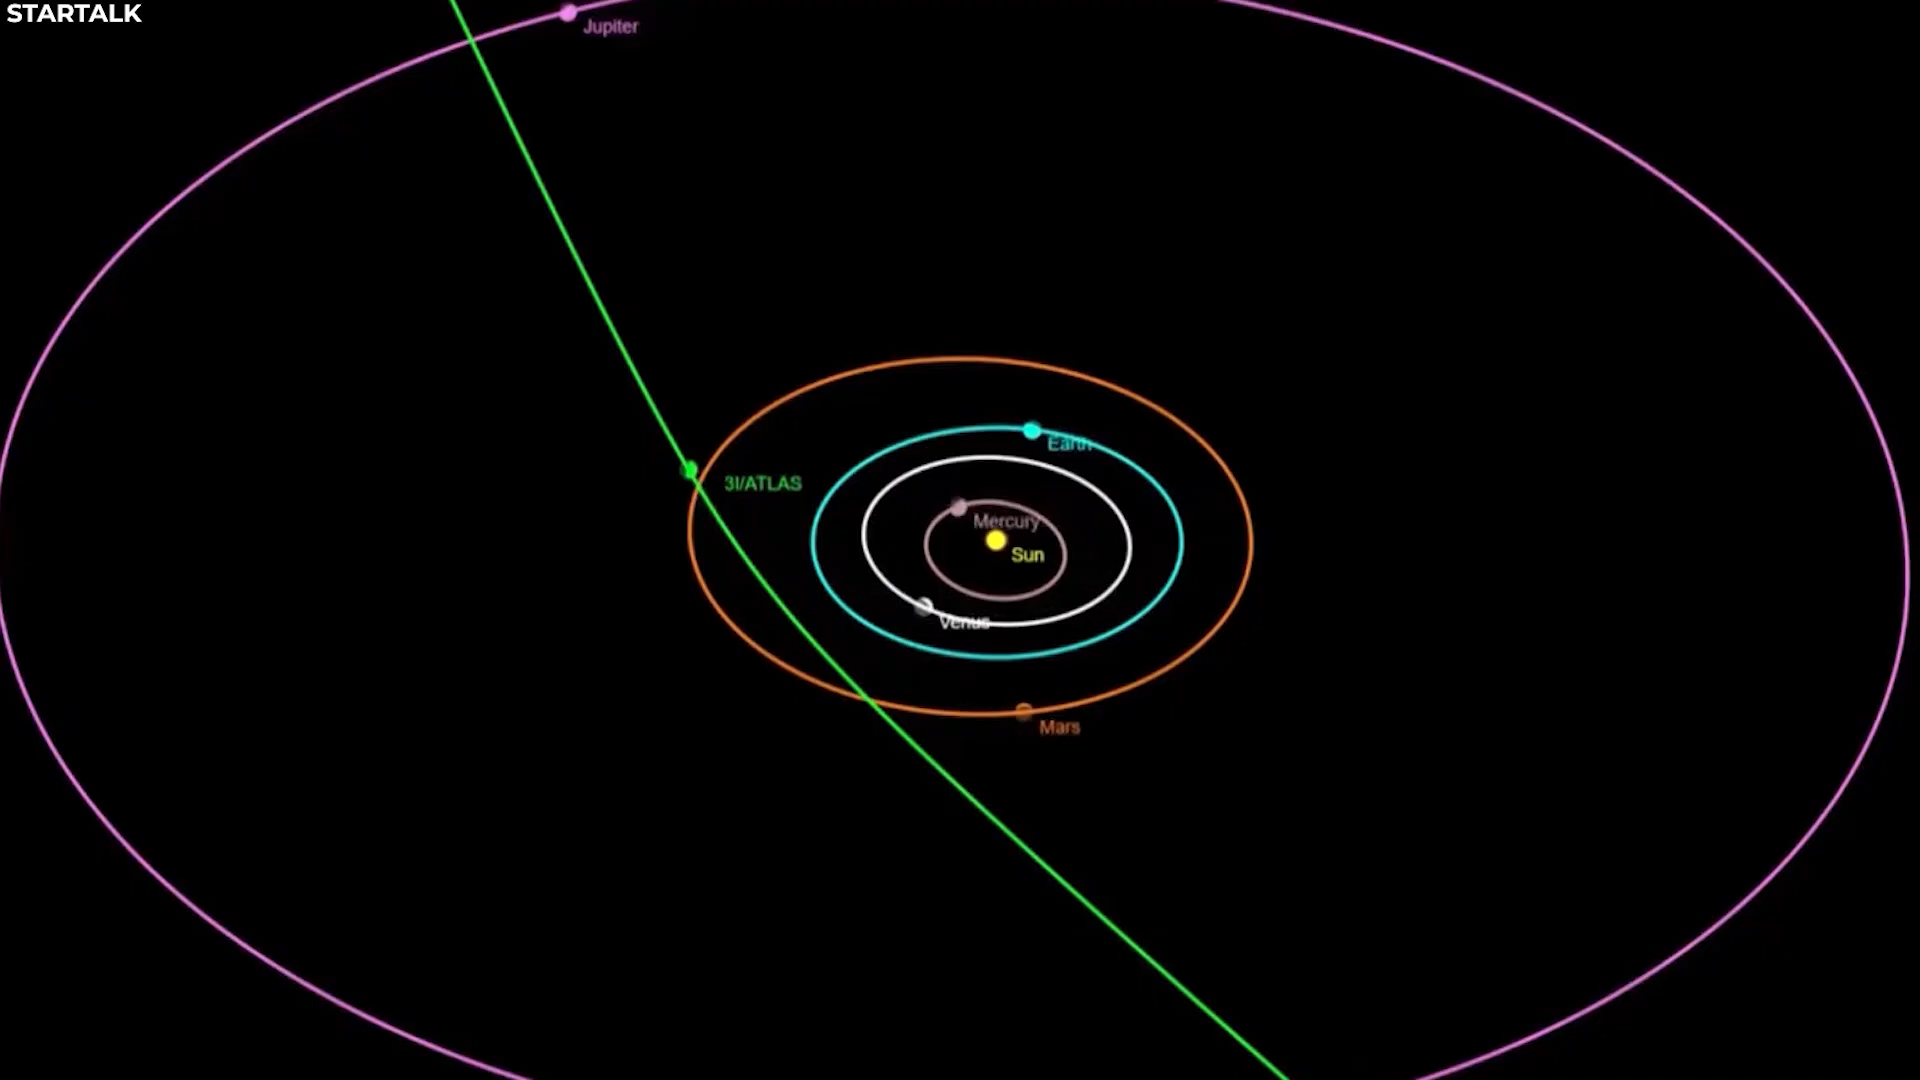 STARTALK
Jupiter
Earth
3I/ATLAS
Mercury
Sun
Venus
Mars